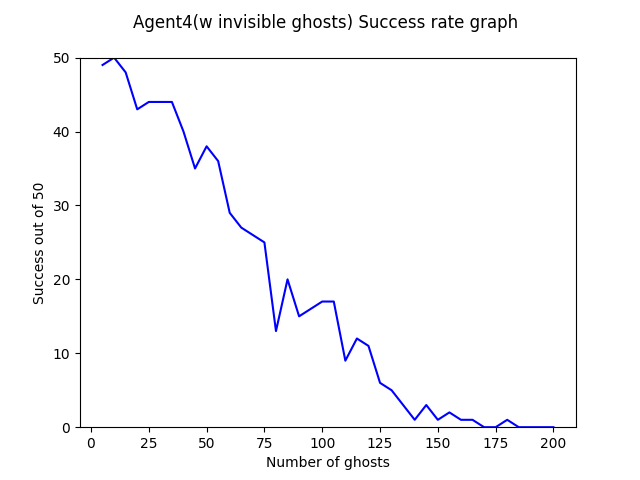 Agent4(w invisible ghosts) Success rate graph
50
40
30
20
10
0
Success out of 50
0 25 50 75 100 125 150 175 200
Number of ghosts